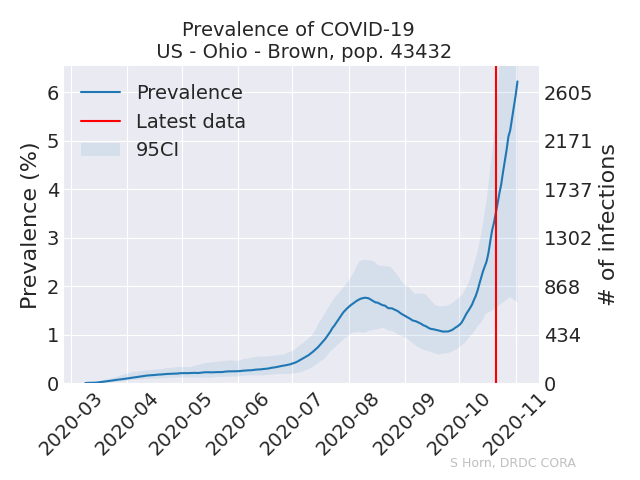 Prevalence of COVID-19
US - Ohio - Brown, pop. 43432
Prevalence
Latest data
95CI
Prevalence (%)
6
5
4
3
2
1
0
2605
2171
1737
1302
868
434
0
# of infections
2020-03
2020-04
2020-05
2020-06
2020-07
2020-08
2020-09
2020-10
2020-11
S Horn, DRDC CORA